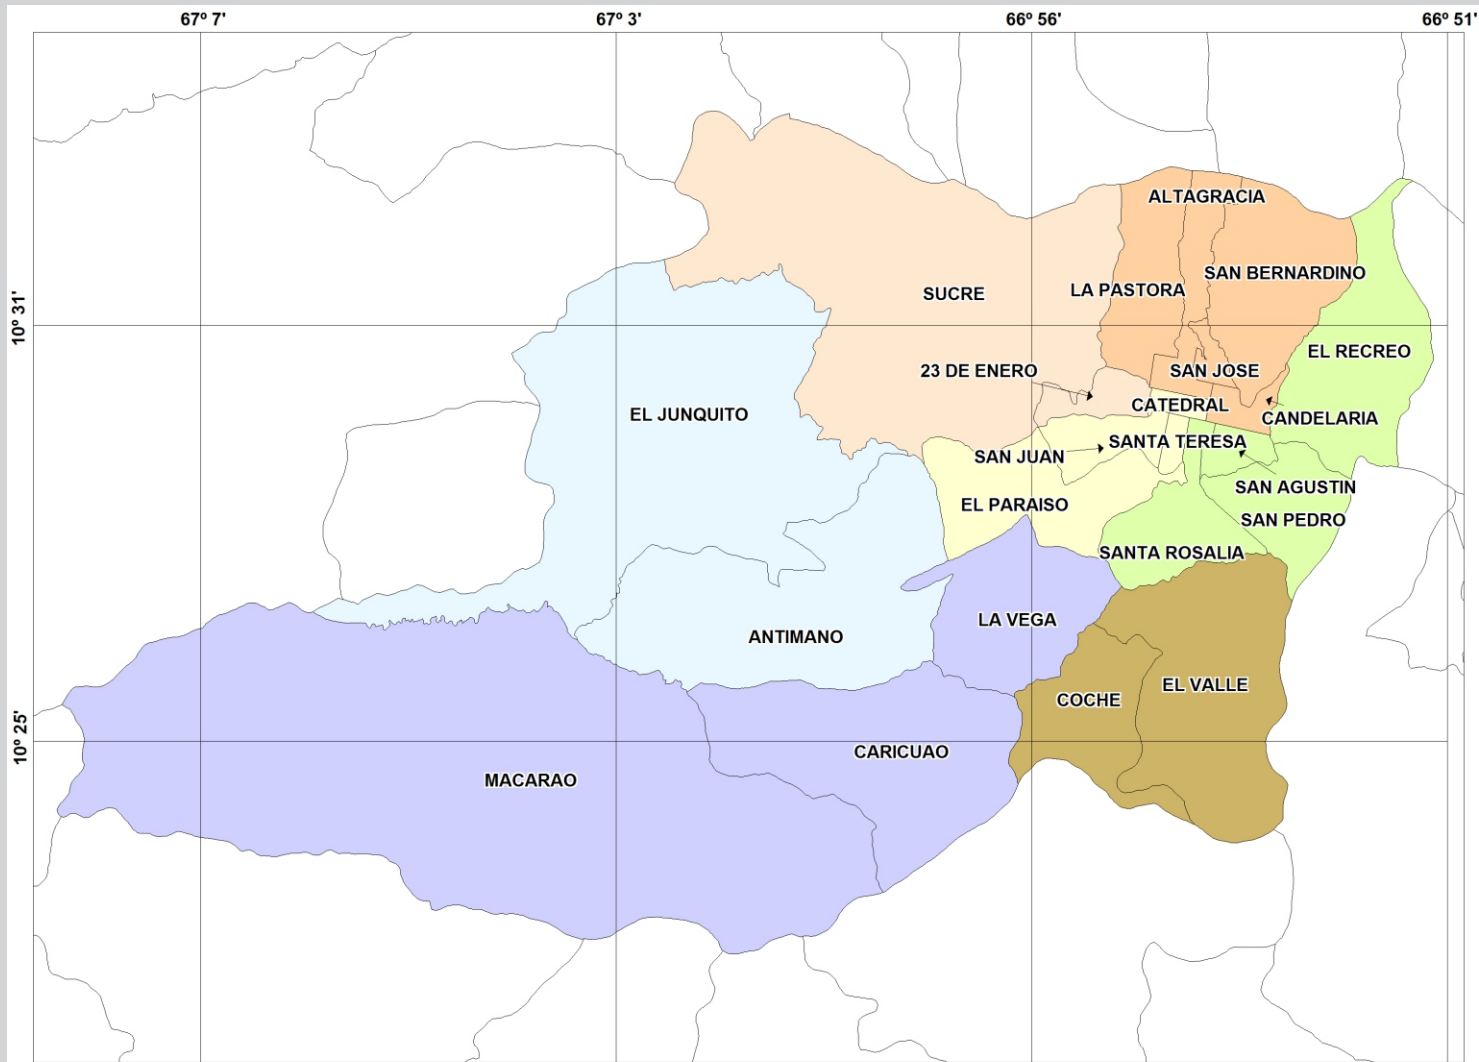 67º 7'
67º 3'
66º 56'
66º 51'
ALTAGRACIA
SAN BERNARDINO
LA PASTORA
SUCRE
10º 31'
EL RECREO
23 DE ENERO
SAN JOSE
CATEDRAL
EL JUNQUITO
CANDELARIA
SANTA TERESA
SAN JUAN
SAN AGUSTIN
EL PARAISO
SAN PEDRO
SANTA ROSALIA
LA VEGA
ANTIMANO
EL VALLE
COCHE
10º 25'
CARICUAO
MACARAO